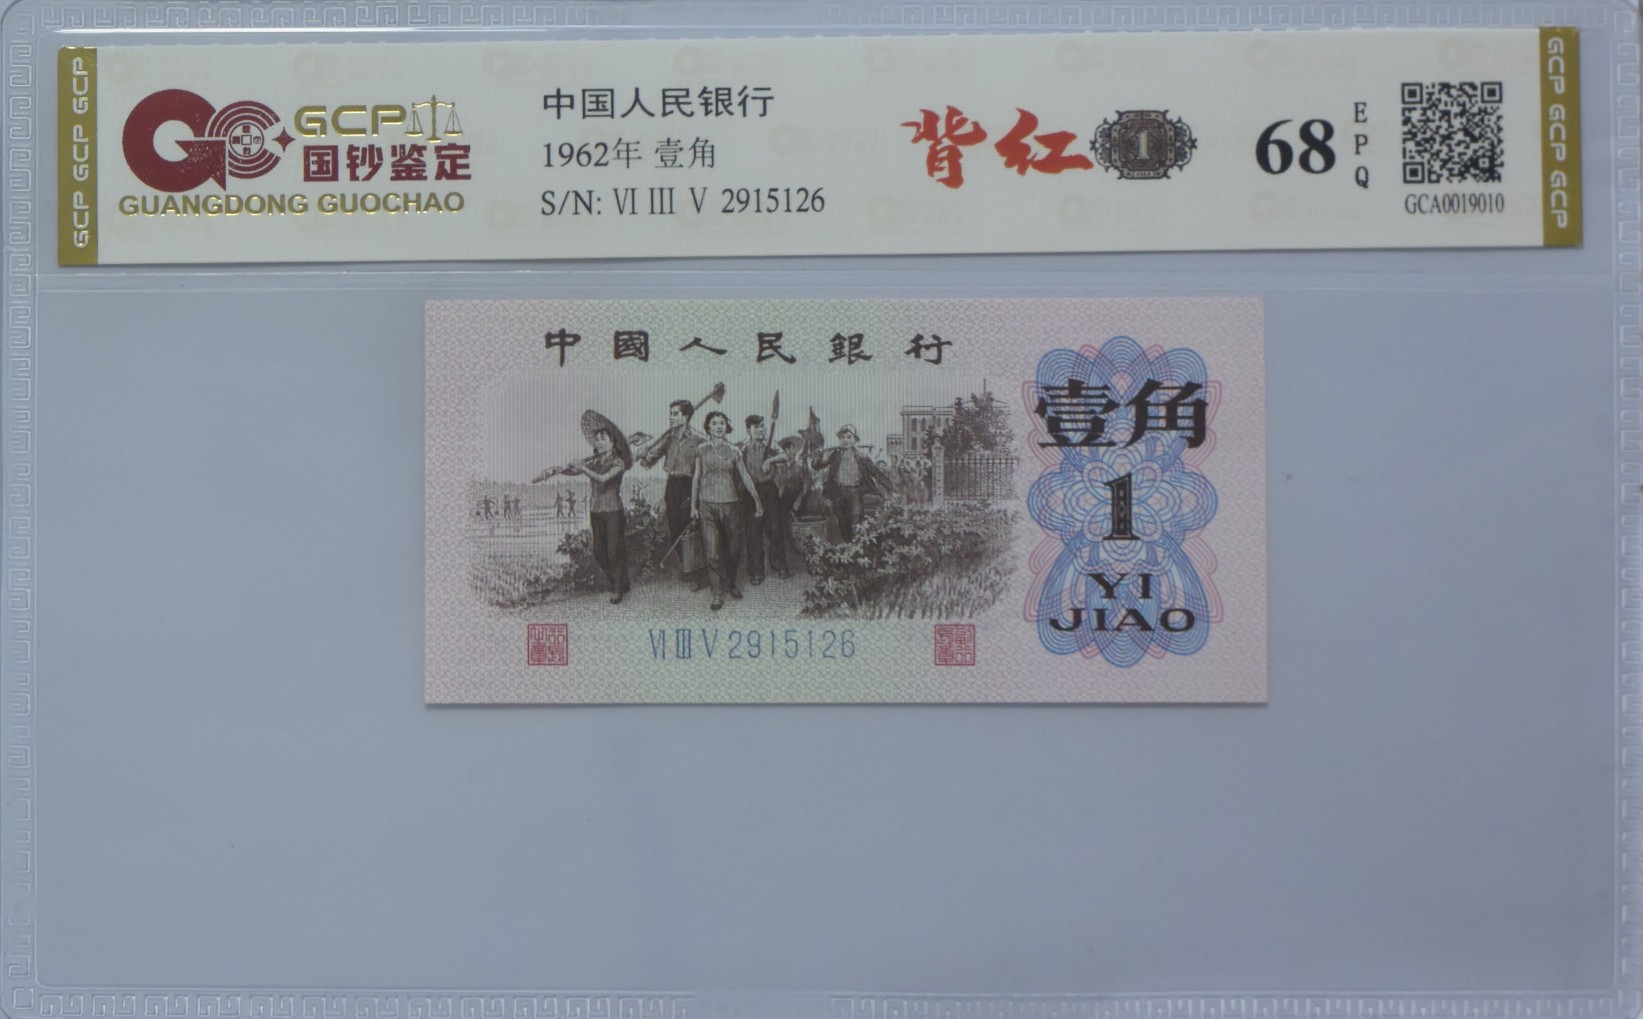 GCP GCP GCP
GCP
国钞鉴定
GUANGDONG GUOCHAO
中国人民银行
1962年 壹角
S/N: VI III V 2915126
背红
1
68
EPQ
GCA0019010
GCP GCP GCP
中國人民銀行
壹角
1
YI
JIAO
VI III V 2915126